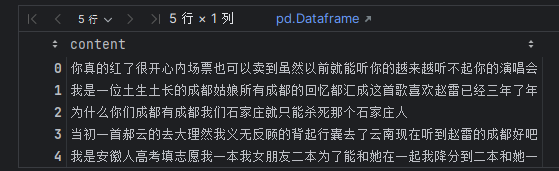 5 行
5 行 × 1 列
pd.Dataframe
content
0 你真的红了很开心内场票也可以卖到虽然以前就能听你的越来越听不起你的演唱会
1 我是一位土生土长的成都姑娘所有成都的回忆都汇成这首歌喜欢赵雷已经三年了年
2 为什么你们成都有成都我们石家庄就只能杀死那个石家庄人
3 当初一首郝云的去大理然我义无反顾的背起行囊去了云南现在听到赵雷的成都好吧
4 我是安徽人高考填志愿我一本我女朋友二本为了能和她在一起我降分到二本和她一